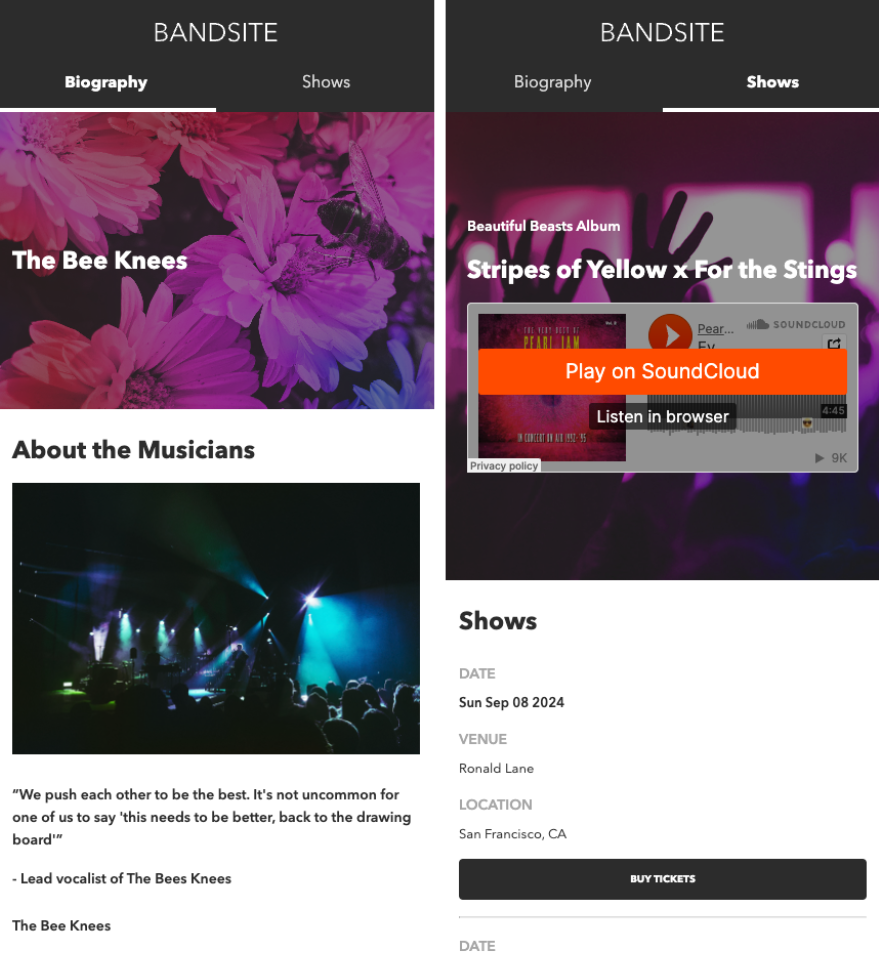 BANDSITE
Biography Shows
The Bee Knees
About the Musicians
”We push each other to be the best. It's not uncommon for
one of us to say 'this needs to be better, back to the drawing
board'”
- Lead vocalist of The Bees Knees
The Bee Knees
BANDSITE
Biography Shows
Beautiful Beasts Album
Stripes of Yellow x For the Stings
THE VERY BEST OF
PEARL JAM
IN CONCERT ON AIR 1992-95
Pear...
SOUNDCLOUD
Play on SoundCloud
Listen in browser
4:45
9K
Privacy policy
Shows
DATE
Sun Sep 08 2024
VENUE
Ronald Lane
LOCATION
San Francisco, CA
BUY TICKETS
DATE